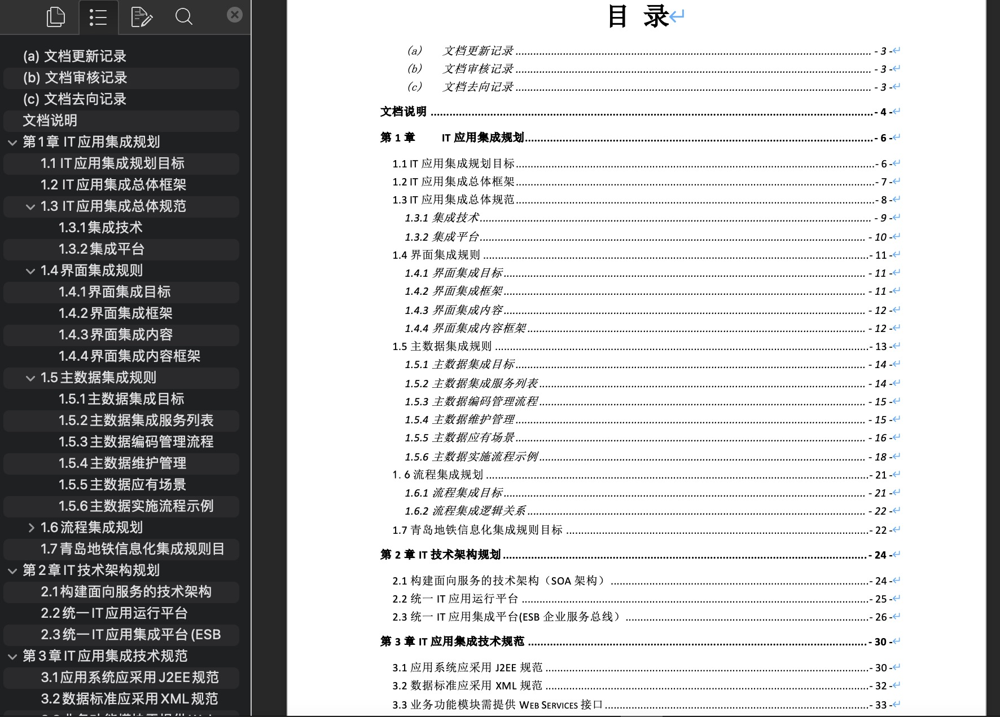 (a) 文档更新记录
(b) 文档审核记录
(c) 文档去向记录
文档说明
第1章 IT应用集成规划
1.1 IT应用集成规划目标
1.2 IT应用集成总体框架
1.3 IT应用集成总体规范
1.3.1集成技术
1.3.2集成平台
1.4界面集成规则
1.4.1界面集成目标
1.4.2界面集成框架
1.4.3界面集成内容
1.4.4界面集成内容框架
1.5主数据集成规则
1.5.1主数据集成目标
1.5.2主数据集成服务列表
1.5.3主数据编码管理流程
1.5.4主数据维护管理
1.5.5主数据应有场景
1.5.6主数据实施流程示例
1.6流程集成规划
1.7青岛地铁信息化集成规则目
第2章IT技术架构规划
2.1构建面向服务的技术架构
2.2统一IT应用运行平台
2.3统一IT应用集成平台(ESB
第3章IT应用集成技术规范
3.1应用系统应采用J2EE规范
3.2数据标准应采用XML规范
目 录
(a) 文档更新记录 - 3 -
(b) 文档审核记录 - 3 -
(c) 文档去向记录 - 3 -
文档说明 - 4 -
第 1 章 IT 应用集成规划 - 6 -
1.1 IT 应用集成规划目标 - 6 -
1.2 IT 应用集成总体框架 - 7 -
1.3 IT 应用集成总体规范 - 8 -
1.3.1 集成技术 - 9 -
1.3.2 集成平台 - 10 -
1.4 界面集成规则 - 11 -
1.4.1 界面集成目标 - 11 -
1.4.2 界面集成框架 - 11 -
1.4.3 界面集成内容 - 12 -
1.4.4 界面集成内容框架 - 12 -
1.5 主数据集成规则 - 13 -
1.5.1 主数据集成目标 - 14 -
1.5.2 主数据集成服务列表 - 14 -
1.5.3 主数据编码管理流程 - 15 -
1.5.4 主数据维护管理 - 15 -
1.5.5 主数据应有场景 - 16 -
1.5.6 主数据实施流程示例 - 18 -
1. 6 流程集成规划 - 21 -
1.6.1 流程集成目标 - 21 -
1.6.2 流程集成逻辑关系 - 22 -
1.7 青岛地铁信息化集成规则目标 - 22 -
第 2 章 IT 技术架构规划 - 24 -
2.1 构建面向服务的技术架构（SOA 架构） - 24 -
2.2 统一 IT 应用运行平台 - 25 -
2.3 统一 IT 应用集成平台(ESB 企业服务总线） - 26 -
第 3 章 IT 应用集成技术规范 - 30 -
3.1 应用系统应采用 J2EE 规范 - 30 -
3.2 数据标准应采用 XML 规范 - 32 -
3.3 业务功能模块需提供 WEB SERVICES 接口 - 33 -